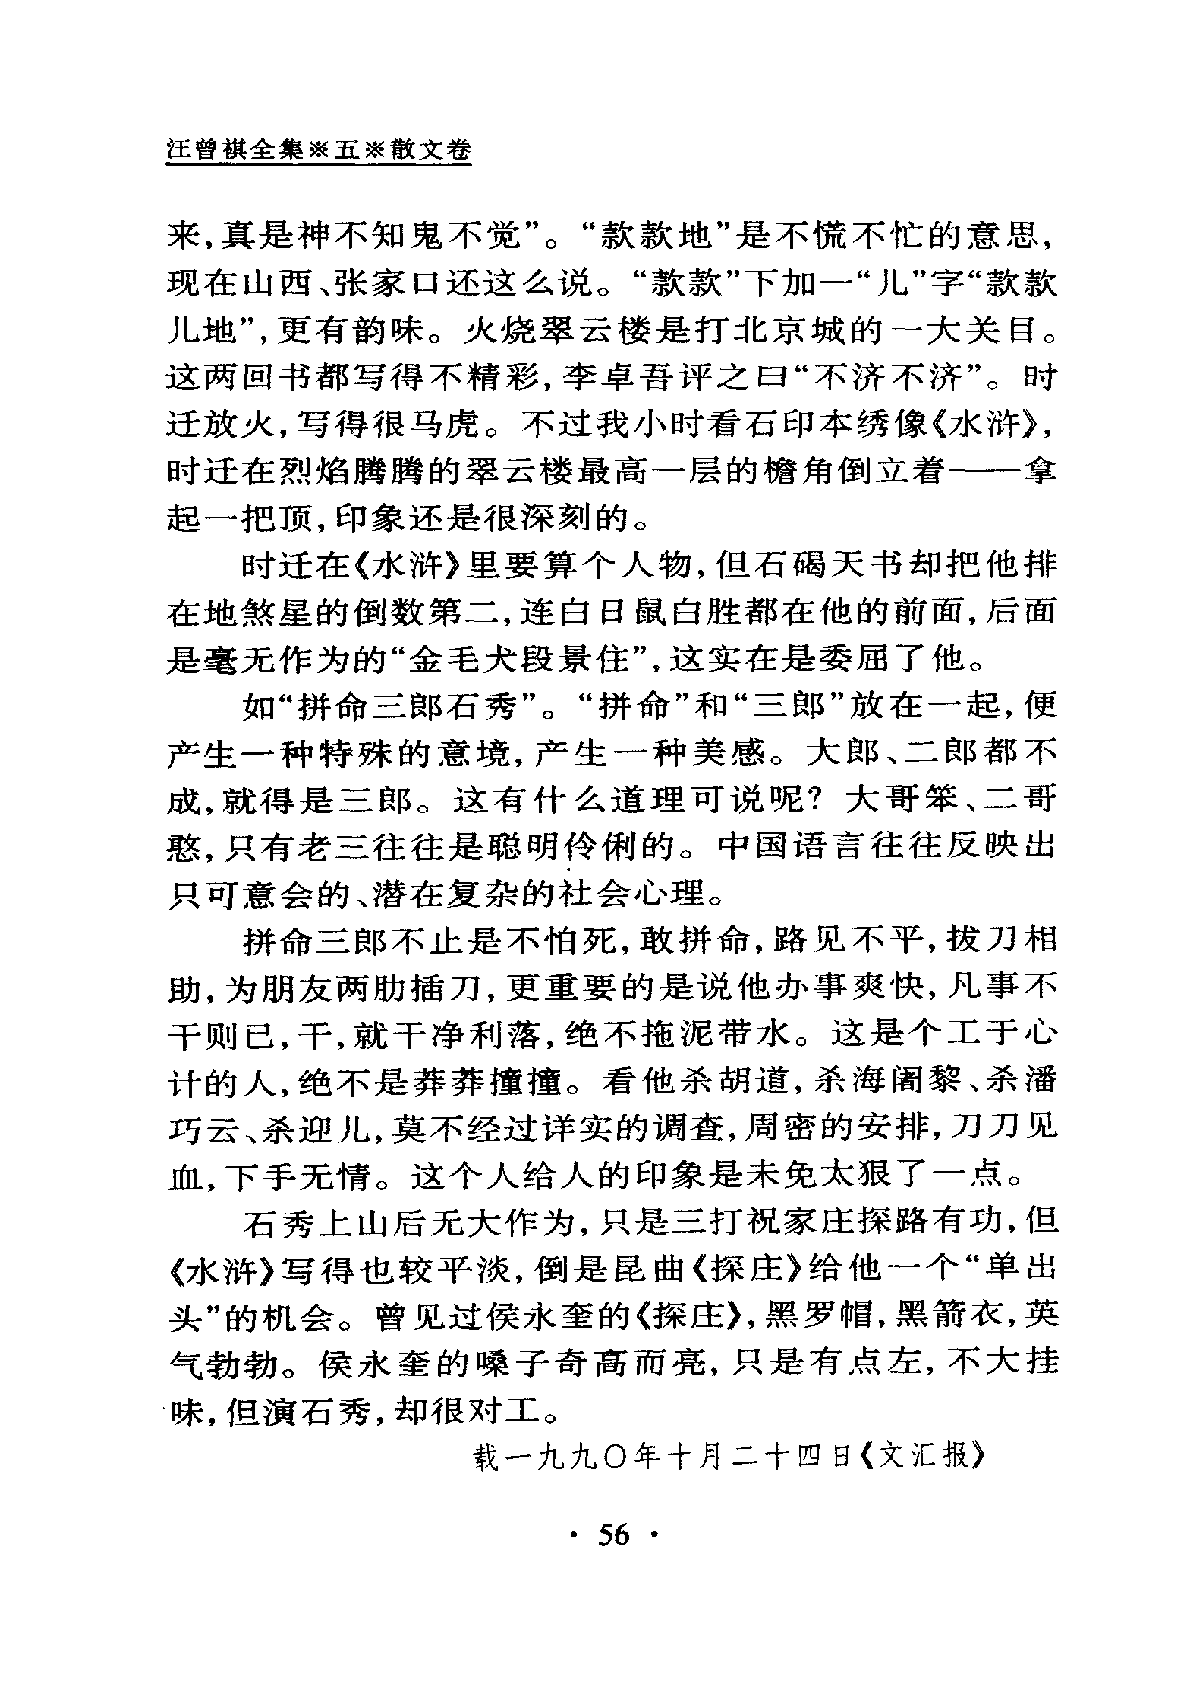 汪曾祺全集※五※散文卷
来,真是神不知鬼不觉”。“款款地”是不慌不忙的意思,
现在山西、张家口还这么说。“款款”下加一“儿”字“款款
儿地”,更有韵味。火烧翠云楼是打北京城的一大关目。
这两回书都写得不精彩,李卓吾评之曰“不济不济”。时
迁放火,写得很马虎。不过我小时看石印本绣像《水浒》,
时迁在烈焰腾腾的翠云楼最高一层的檐角倒立着——拿
起一把顶,印象还是很深刻的。
时迁在《水浒》里要算个人物,但石碣天书却把他排
在地煞星的倒数第二,连白日鼠白胜都在他的前面,后面
是毫无作为的“金毛犬段景住”,这实在是委屈了他。
如“拼命三郎石秀”。“拼命”和“三郎”放在一起,便
产生一种特殊的意境,产生一种美感。大郎、二郎都不
成,就得是三郎。这有什么道理可说呢? 大哥笨、二哥
憨,只有老三往往是聪明伶俐的。中国语言往往反映出
只可意会的、潜在复杂的社会心理。
拼命三郎不止是不怕死,敢拼命,路见不平,拔刀相
助,为朋友两肋插刀,更重要的是说他办事爽快,凡事不
干则已,干,就干净利落,绝不拖泥带水。这是个工于心
计的人,绝不是莽莽撞撞。看他杀胡道,杀海阇黎、杀潘
巧云、杀迎儿,莫不经过详实的调查,周密的安排,刀刀见
血,下手无情。这个人给人的印象是未免太狠了一点。
石秀上山后无大作为,只是三打祝家庄探路有功,但
《水浒》写得也较平淡,倒是昆曲《探庄》给他一个“单出
头”的机会。曾见过侯永奎的《探庄》,黑罗帽,黑箭衣,英
气勃勃。侯永奎的嗓子奇高而亮,只是有点左,不大挂
味,但演石秀,却很对工。
载一九九〇年十月二十四日《文汇报》
· 56 ·